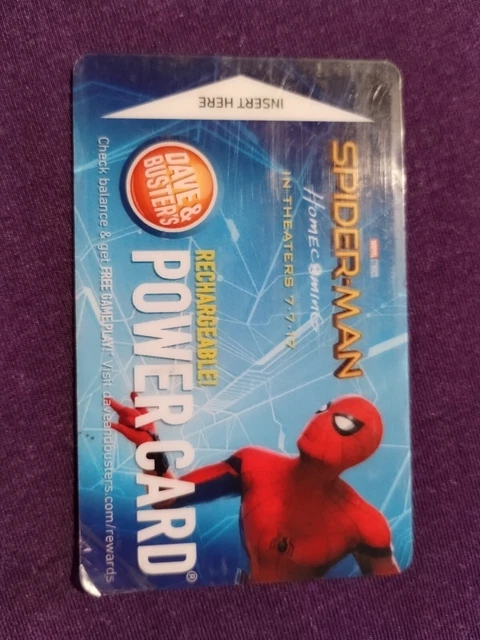 INSERT HERE
SPIDER-MAN
HOMECOMING
IN THEATERS 7·7·17
DAVE &
BUSTER'S
RECHARGEABLE!
POWER CARD®
Check balance & get FREE GAMEPLAY! Visit daveandbusters.com/rewards